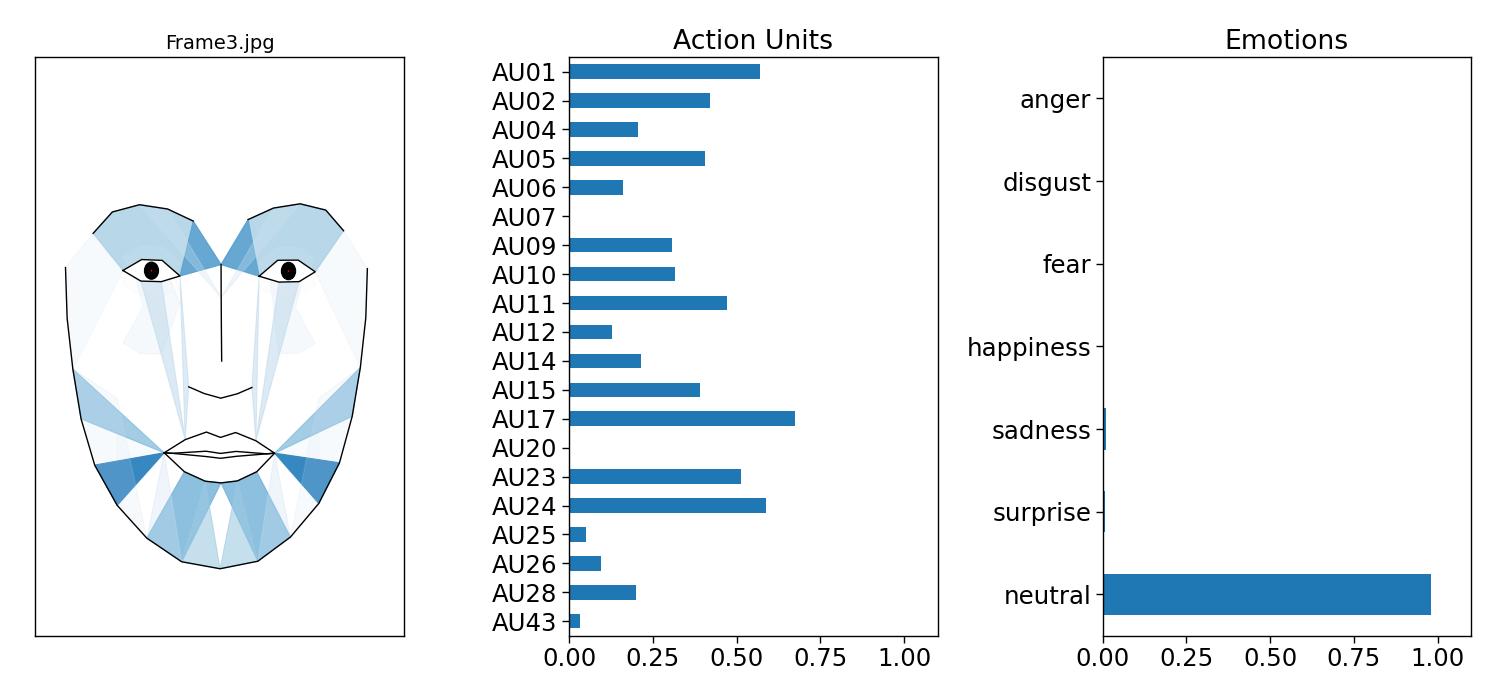 Frame3.jpg
Action Units
AU01
AU02
AU04
AU05
AU06
AU07
AU09
AU10
AU11
AU12
AU14
AU15
AU17
AU20
AU23
AU24
AU25
AU26
AU28
AU43
0.00 0.25 0.50 0.75 1.00
Emotions
anger
disgust
fear
happiness
sadness
surprise
neutral
0.00 0.25 0.50 0.75 1.00